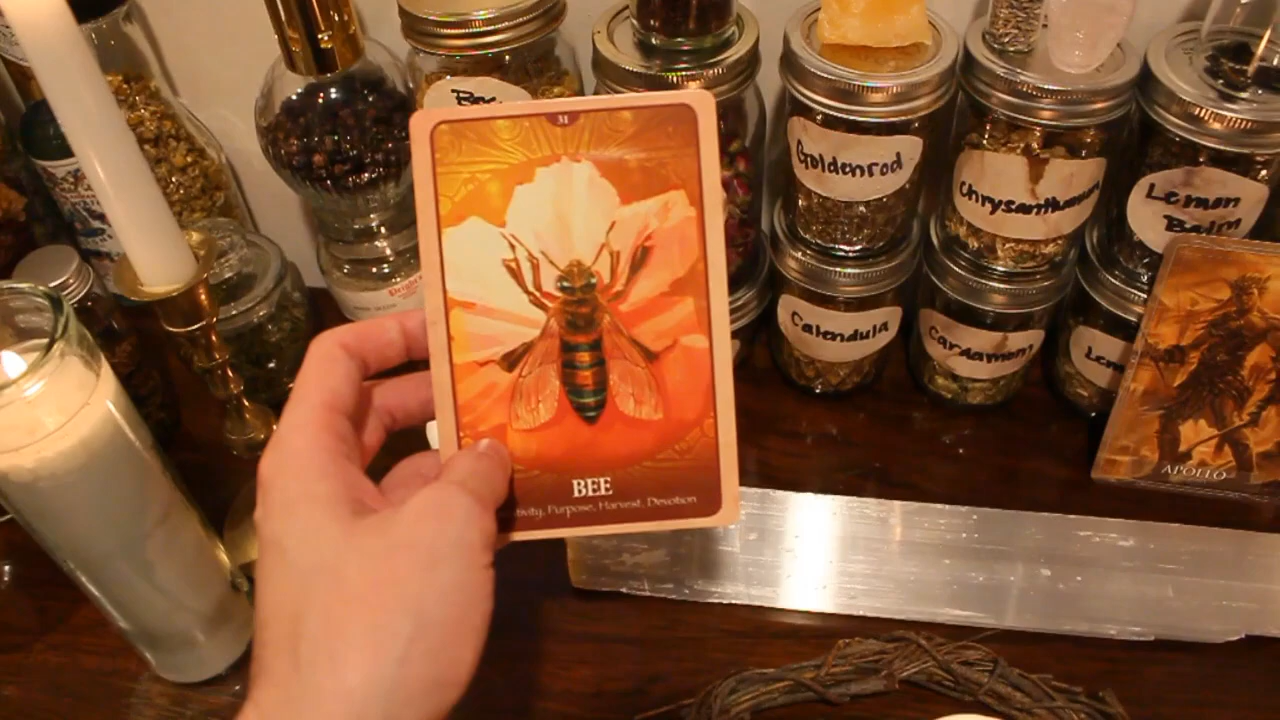 31
BEE
Purpose, Harvest, Devotion
Goldenrod
Chrysanthemum
Lemon
Balm
Calendula
Cardamom
APOLLO